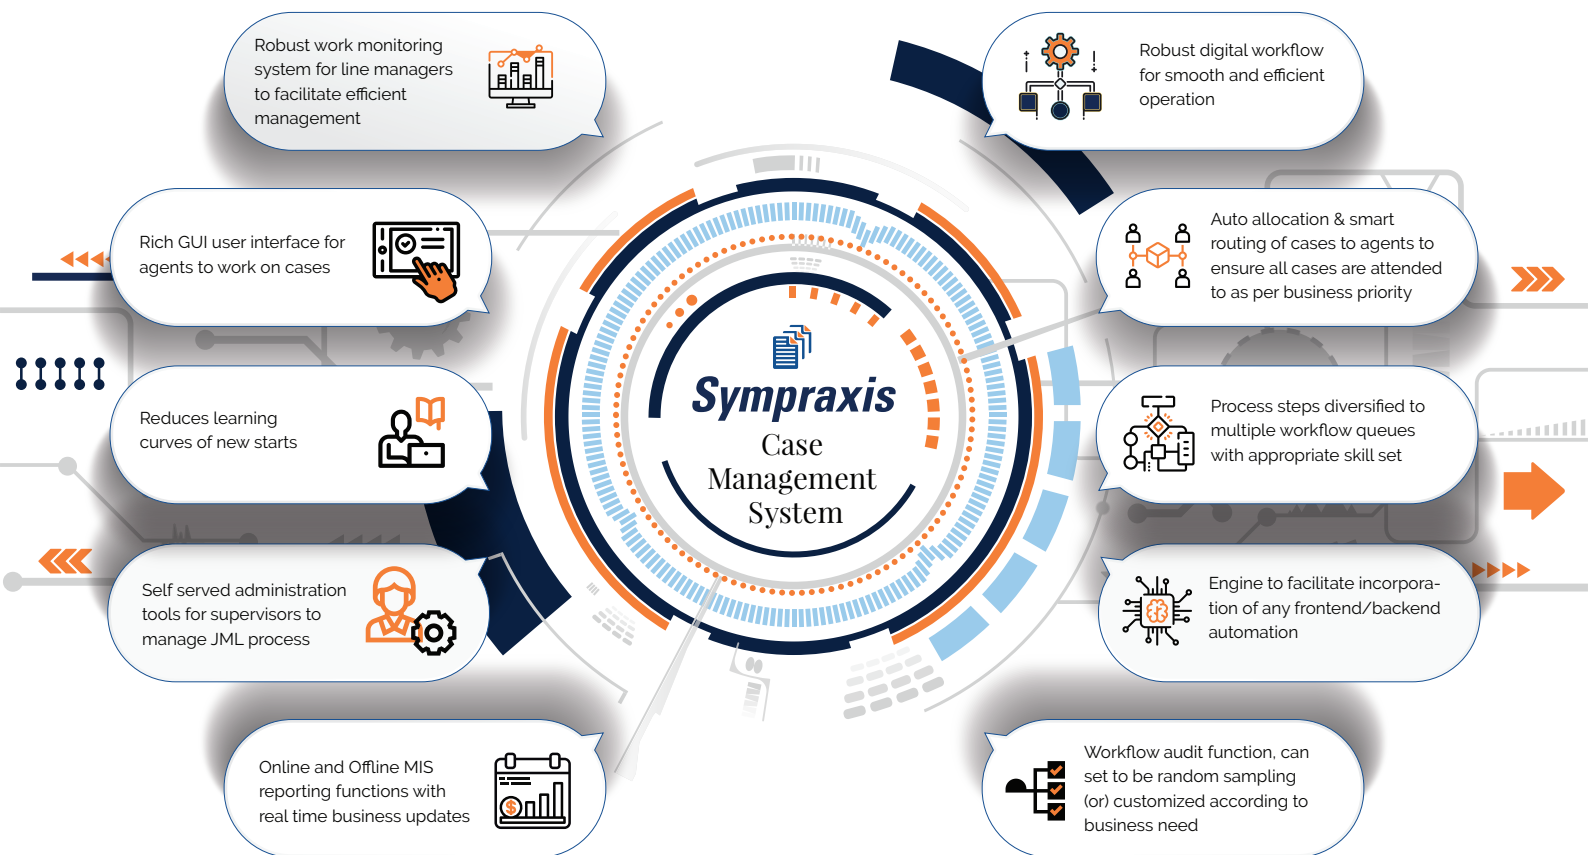 Robust work monitoring
system for line managers
to facilitate efficient
management
Rich GUI user interface for
agents to work on cases
Reduces learning
curves of new starts
Self served administration
tools for supervisors to
manage JML process
Online and Offline MIS
reporting functions with
real time business updates
Sympraxis
Case
Management
System
Robust digital workflow
for smooth and efficient
operation
Auto allocation & smart
routing of cases to agents to
ensure all cases are attended
to as per business priority
Process steps diversified to
multiple workflow queues
with appropriate skill set
Engine to facilitate incorpora-
tion of any frontend/backend
automation
Workflow audit function, can
set to be random sampling
(or) customized according to
business need